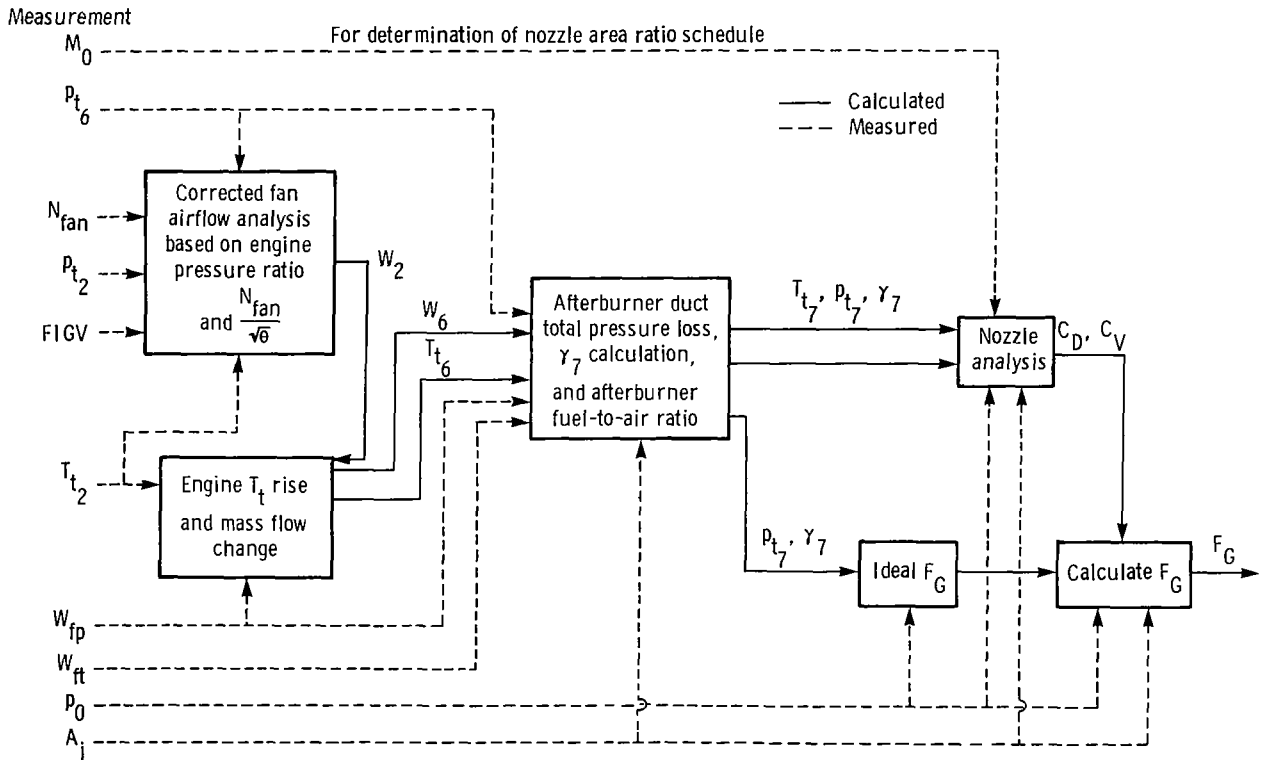 Measurement
M0
For determination of nozzle area ratio schedule
pt6
Calculated
Measured
Corrected fan
airflow analysis
based on engine
pressure ratio
and Nfan/√θ
Nfan
pt2
FIGV
W2
W6
Tt6
Afterburner duct
total pressure loss,
γ7 calculation,
and afterburner
fuel-to-air ratio
Tt7, pt7, γ7
Nozzle
analysis
CD, CV
Tt2
Engine Tt rise
and mass flow
change
pt7, γ7
Ideal FG
Calculate FG
FG
Wfp
Wft
p0
Aj